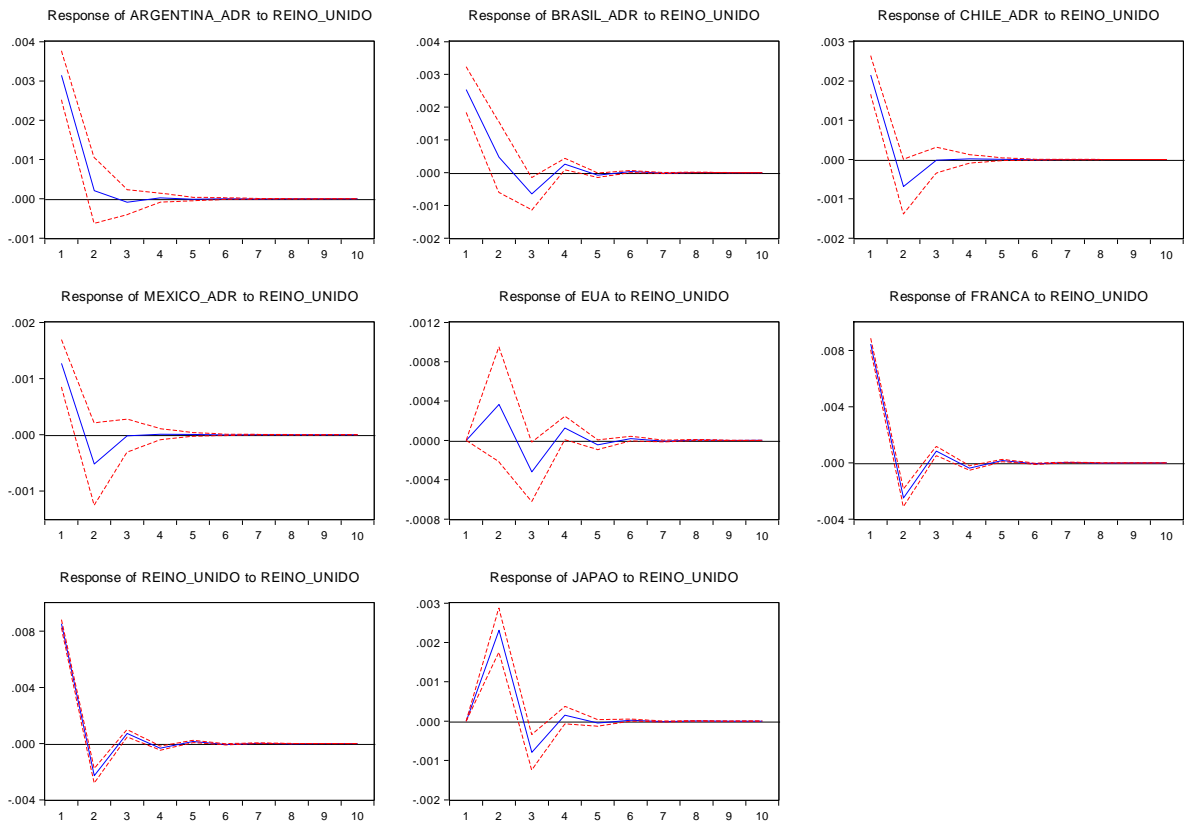 Response of ARGENTINA_ADR to REINO_UNIDO
.004
.003
.002
.001
.000
-.001
1 2 3 4 5 6 7 8 9 10
Response of BRASIL_ADR to REINO_UNIDO
.004
.003
.002
.001
.000
-.001
-.002
1 2 3 4 5 6 7 8 9 10
Response of CHILE_ADR to REINO_UNIDO
.003
.002
.001
.000
-.001
-.002
1 2 3 4 5 6 7 8 9 10
Response of MEXICO_ADR to REINO_UNIDO
.002
.001
.000
-.001
1 2 3 4 5 6 7 8 9 10
Response of EUA to REINO_UNIDO
.0012
.0008
.0004
.0000
-.0004
-.0008
1 2 3 4 5 6 7 8 9 10
Response of FRANCA to REINO_UNIDO
.008
.004
.000
-.004
1 2 3 4 5 6 7 8 9 10
Response of REINO_UNIDO to REINO_UNIDO
.008
.004
.000
-.004
1 2 3 4 5 6 7 8 9 10
Response of JAPAO to REINO_UNIDO
.003
.002
.001
.000
-.001
-.002
1 2 3 4 5 6 7 8 9 10